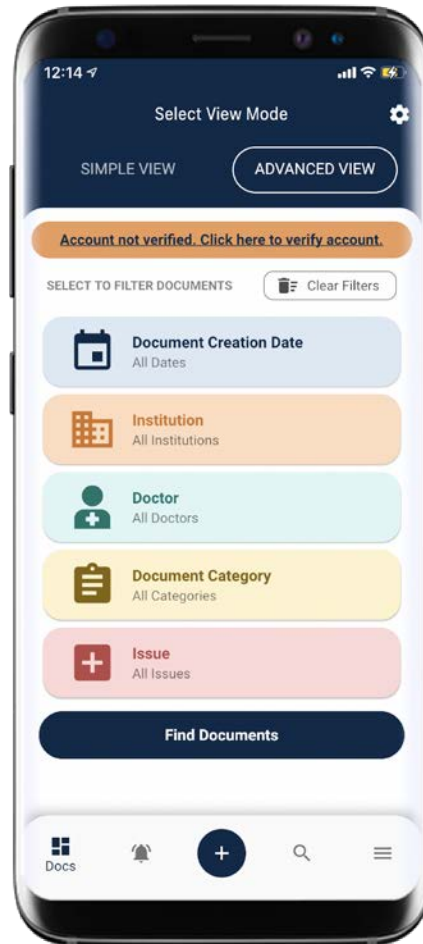 12:14
Select View Mode
SIMPLE VIEW
ADVANCED VIEW
Account not verified. Click here to verify account.
SELECT TO FILTER DOCUMENTS
Clear Filters
Document Creation Date
All Dates
Institution
All Institutions
Doctor
All Doctors
Document Category
All Categories
Issue
All Issues
Find Documents
Docs